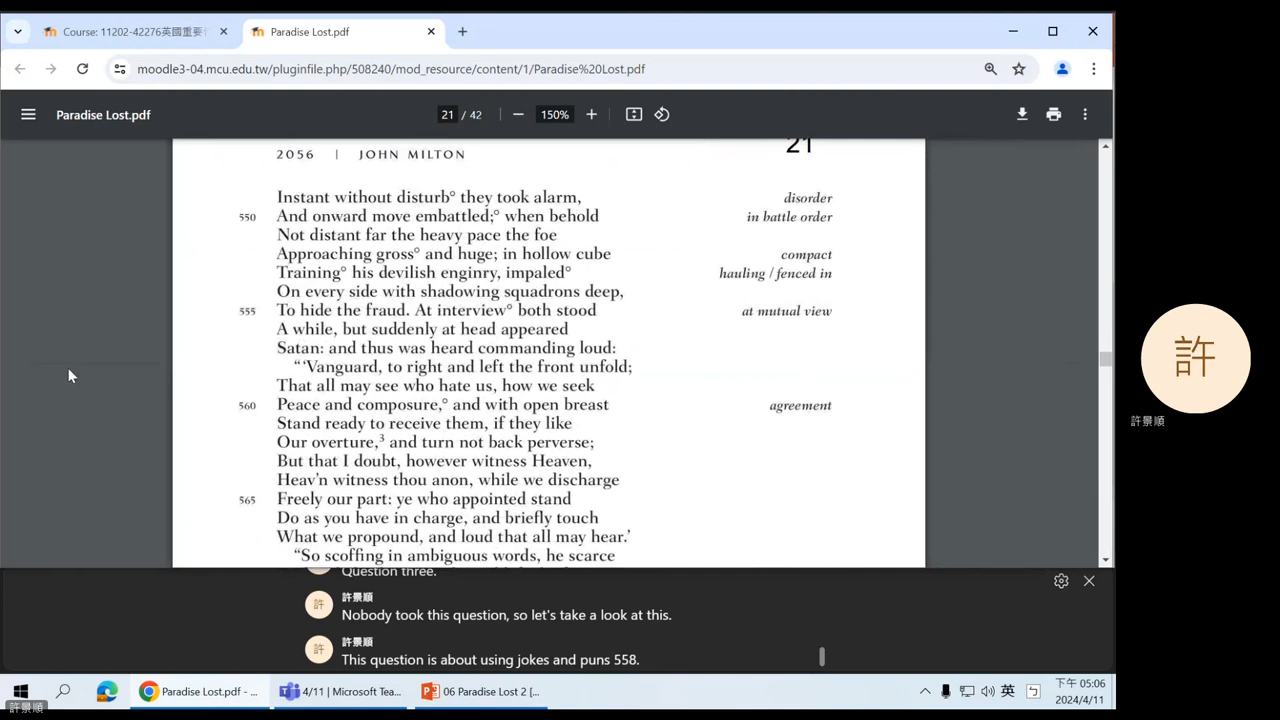 Course: 11202-42276英國重要
Paradise Lost.pdf
moodle3-04.mcu.edu.tw/pluginfile.php/508240/mod_resource/content/1/Paradise%20Lost.pdf
Paradise Lost.pdf
21 / 42
150%
21
2056 | JOHN MILTON
Instant without disturb° they took alarm, disorder
550 And onward move embattled;° when behold in battle order
Not distant far the heavy pace the foe
Approaching gross° and huge; in hollow cube compact
Training° his devilish enginry, impaled° hauling / fenced in
On every side with shadowing squadrons deep,
555 To hide the fraud. At interview° both stood at mutual view
A while, but suddenly at head appeared
Satan: and thus was heard commanding loud:
“‘Vanguard, to right and left the front unfold;
That all may see who hate us, how we seek
560 Peace and composure,° and with open breast agreement
Stand ready to receive them, if they like
Our overture,³ and turn not back perverse;
But that I doubt, however witness Heaven,
Heav’n witness thou anon, while we discharge
565 Freely our part: ye who appointed stand
Do as you have in charge, and briefly touch
What we propound, and loud that all may hear.’
“So scoffing in ambiguous words, he scarce
Question three.
許景順
許 Nobody took this question, so let's take a look at this.
許景順
許 This question is about using jokes and puns 558.
許
許景順
Paradise Lost.pdf - ...
4/11 | Microsoft Tea...
06 Paradise Lost 2 [...
英
下午 05:06
2024/4/11
許景順